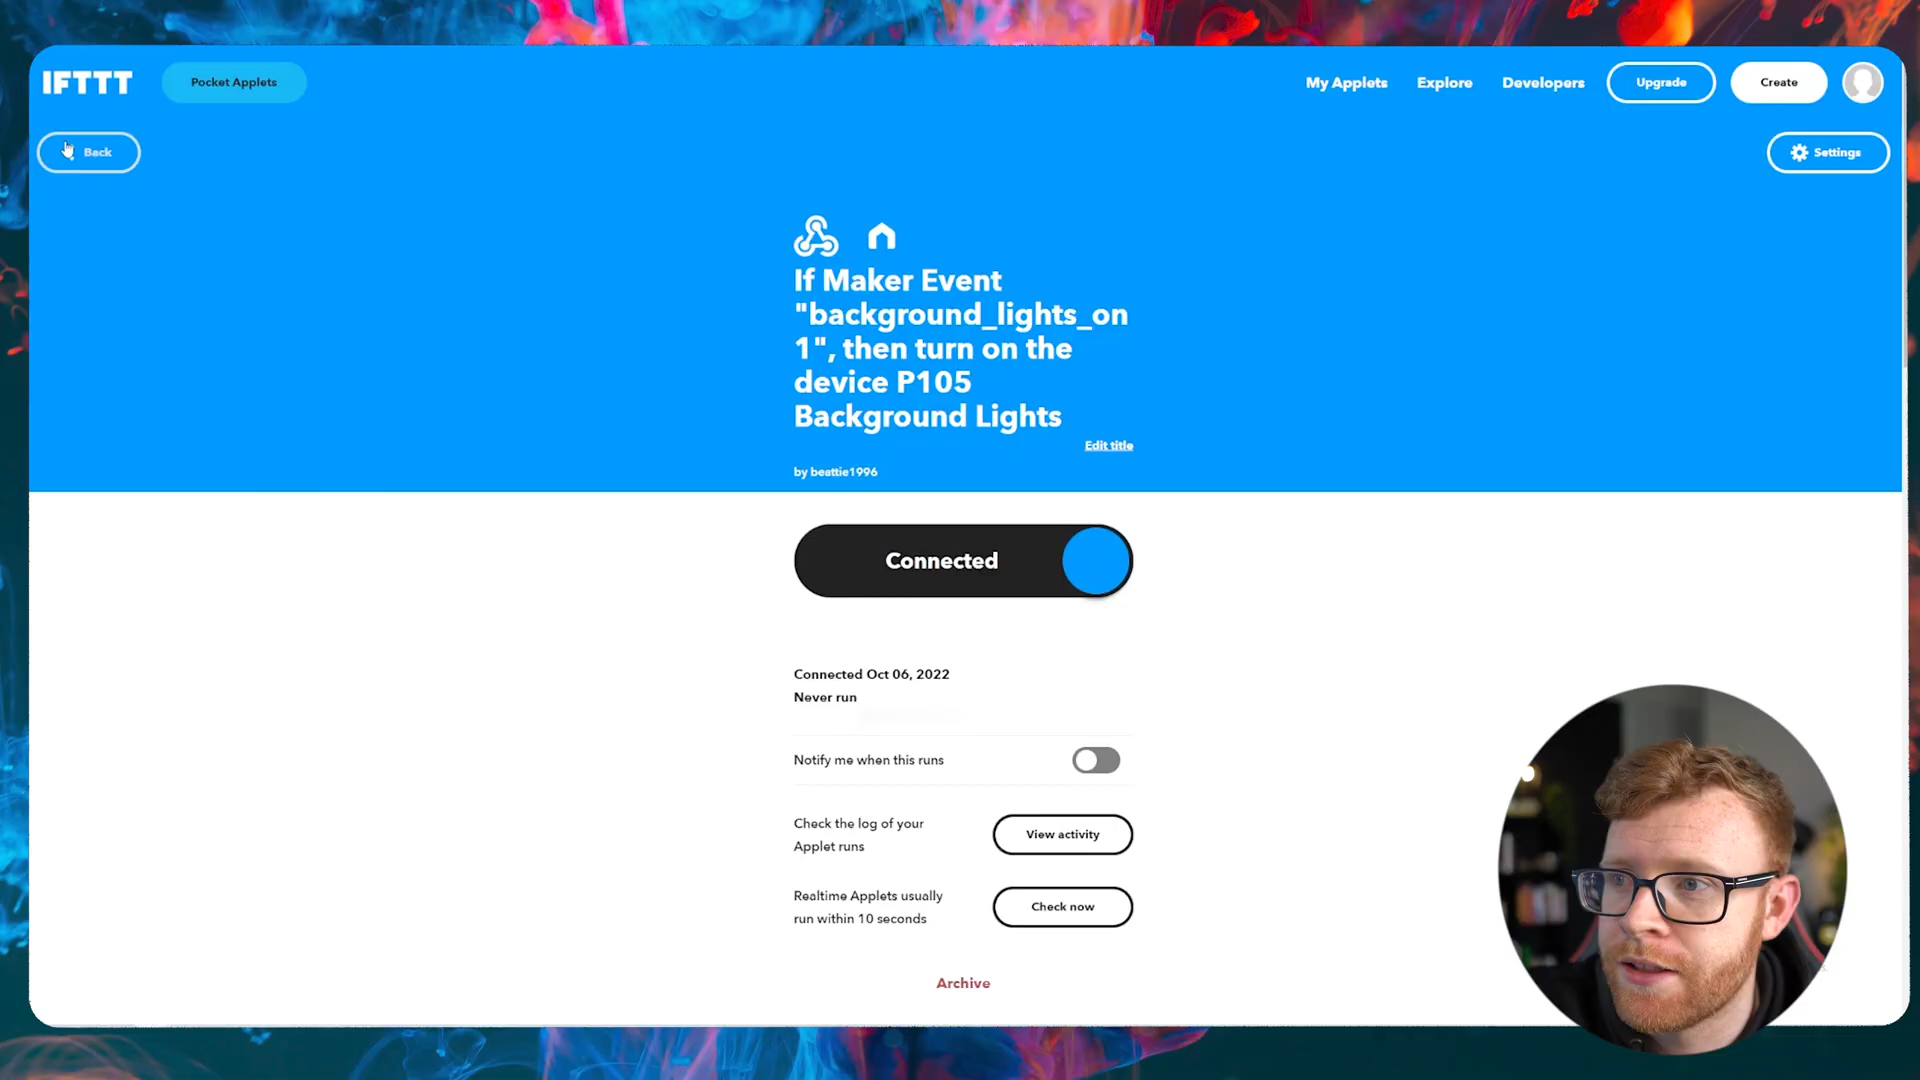 IFTTT
Pocket Applets
My Applets
Explore
Developers
Upgrade
Create
Back
Settings
If Maker Event
"background_lights_on
1", then turn on the
device P105
Background Lights
Edit title
by beattie1996
Connected
Connected Oct 06, 2022
Never run
Notify me when this runs
Check the log of your
Applet runs
View activity
Realtime Applets usually
run within 10 seconds
Check now
Archive